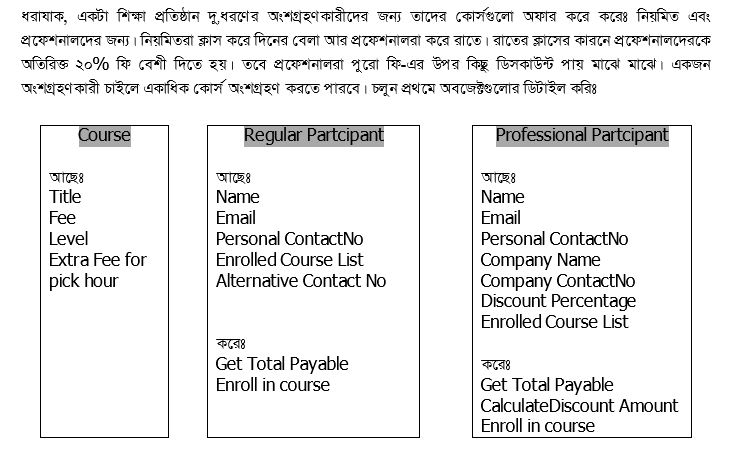 ধরাযাক, একটা শিক্ষা প্রতিষ্ঠান দু,ধরণের অংশগ্রহণকারীদের জন্য তাদের কোর্সগুলো অফার করে করেঃ নিয়মিত এবং
প্রফেশনালদের জন্য। নিয়মিতরা ক্লাস করে দিনের বেলা আর প্রফেশনালরা করে রাতে। রাতের ক্লাসের কারনে প্রফেশনালদেরকে
অতিরিক্ত ২০% ফি বেশী দিতে হয়। তবে প্রফেশনালরা পুরো ফি-এর উপর কিছু ডিসকাউন্ট পায় মাঝে মাঝে। একজন
অংশগ্রহণকারী চাইলে একাধিক কোর্স অংশগ্রহণ করতে পারবে। চলুন প্রথমে অবজেক্টগুলোর ডিটাইল করিঃ
Course
আছেঃ
Title
Fee
Level
Extra Fee for
pick hour
Regular Partcipant
আছেঃ
Name
Email
Personal ContactNo
Enrolled Course List
Alternative Contact No
করেঃ
Get Total Payable
Enroll in course
Professional Partcipant
আছেঃ
Name
Email
Personal ContactNo
Company Name
Company ContactNo
Discount Percentage
Enrolled Course List
করেঃ
Get Total Payable
CalculateDiscount Amount
Enroll in course